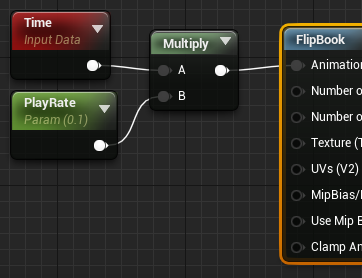 Time
Input Data
PlayRate
Param (0.1)
Multiply
A
B
FlipBook
Animation
Number o
Number o
Texture (T
UVs (V2)
MipBias/
Use Mip B
Clamp An